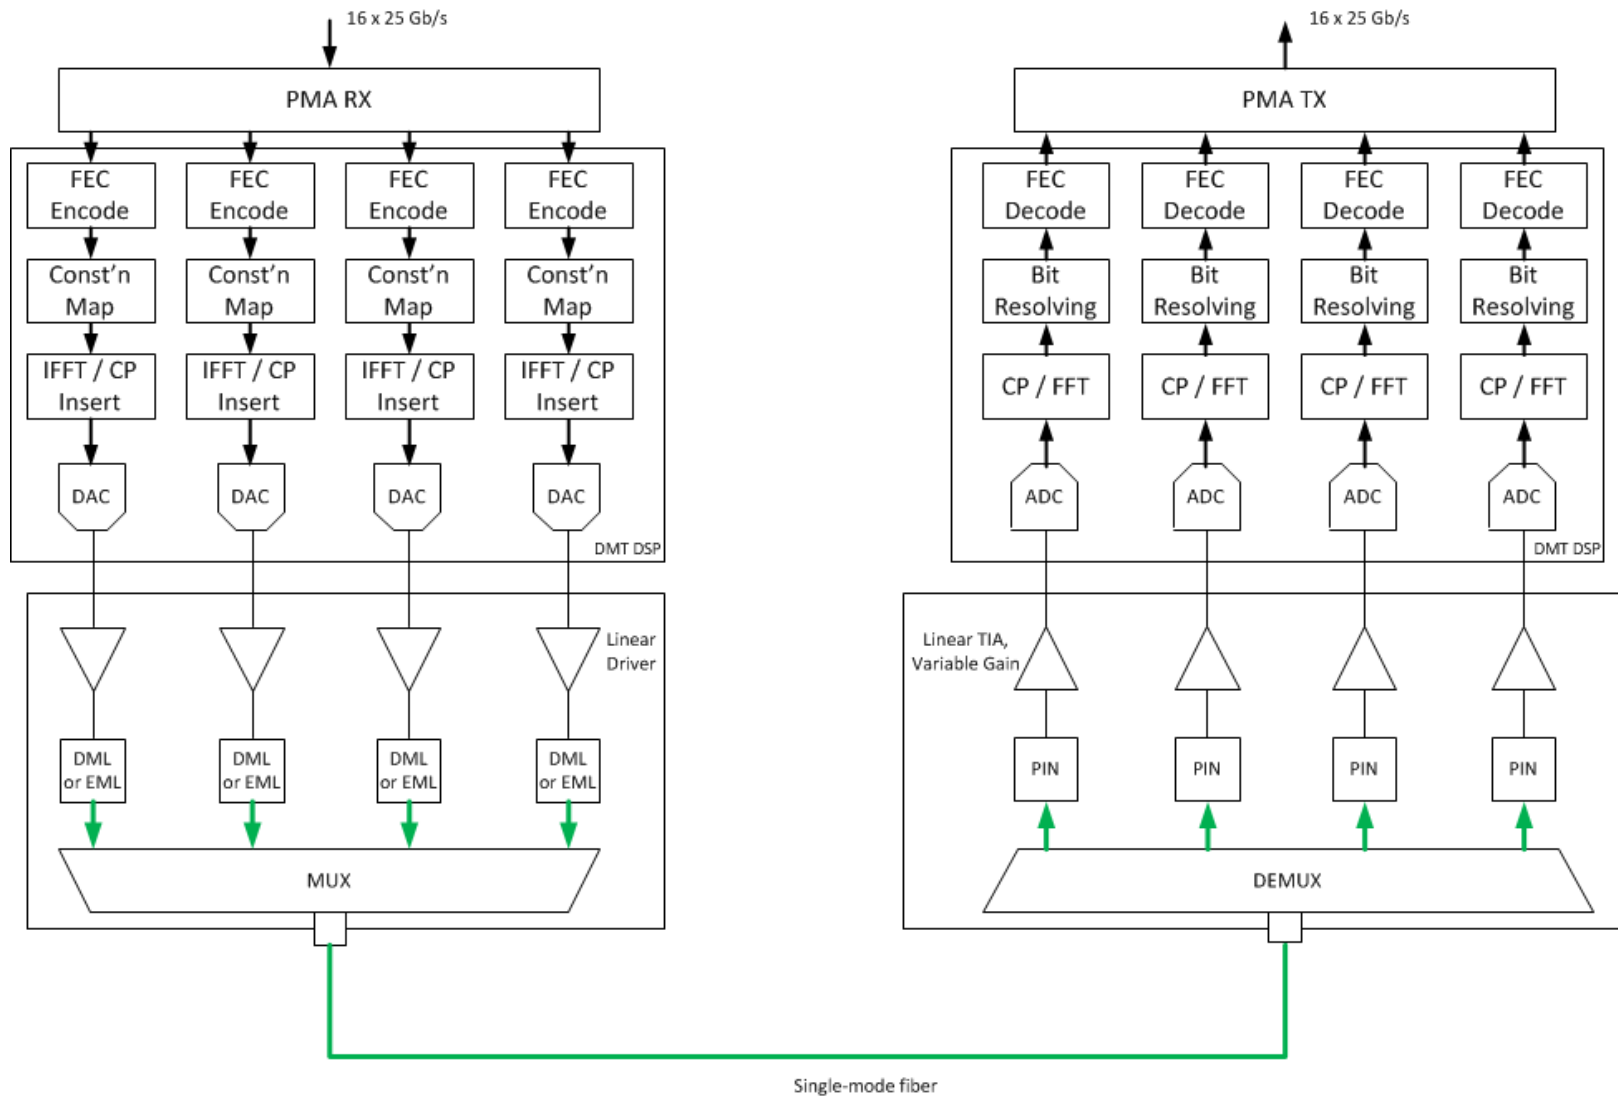 16 x 25 Gb/s
16 x 25 Gb/s
PMA RX
PMA TX
FEC
Encode
FEC
Encode
FEC
Encode
FEC
Encode
FEC
Decode
FEC
Decode
FEC
Decode
FEC
Decode
Const'n
Map
Const'n
Map
Const'n
Map
Const'n
Map
Bit
Resolving
Bit
Resolving
Bit
Resolving
Bit
Resolving
IFFT / CP
Insert
IFFT / CP
Insert
IFFT / CP
Insert
IFFT / CP
Insert
CP / FFT
CP / FFT
CP / FFT
CP / FFT
DAC
DAC
DAC
DAC
ADC
ADC
ADC
ADC
DMT DSP
DMT DSP
Linear
Driver
Linear TIA,
Variable Gain
DML
or EML
DML
or EML
DML
or EML
DML
or EML
PIN
PIN
PIN
PIN
MUX
DEMUX
Single-mode fiber